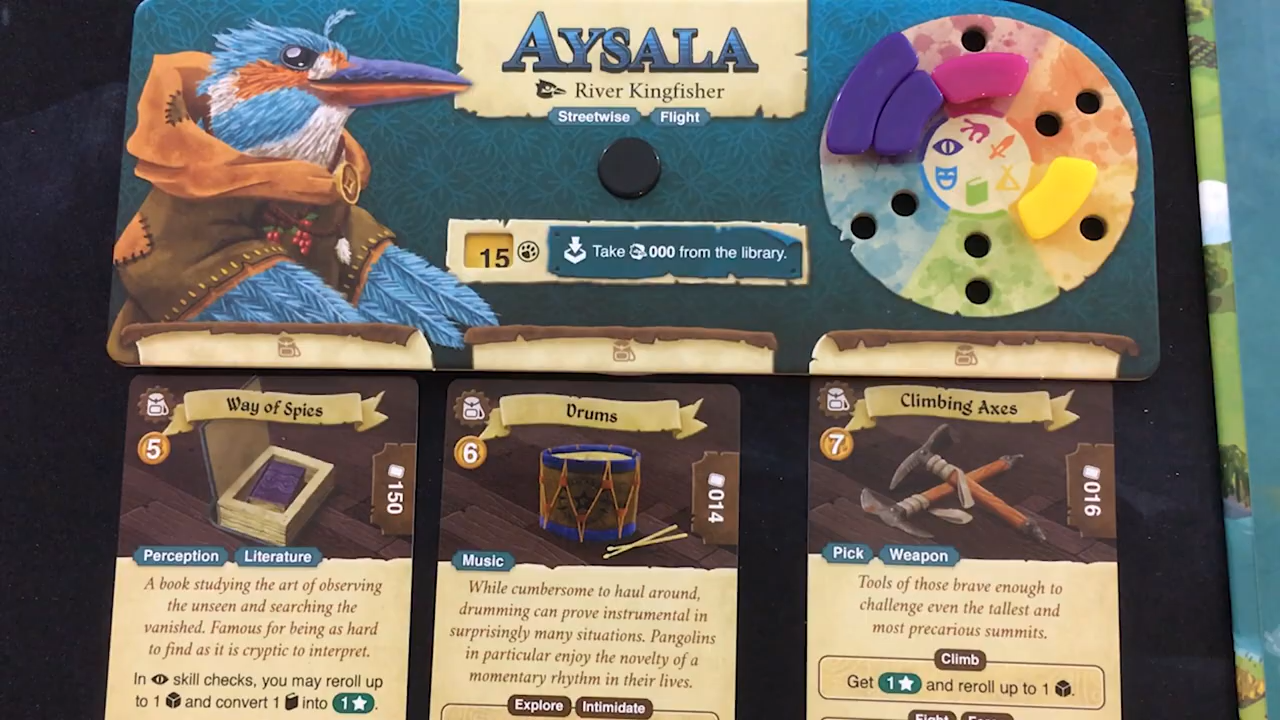 AYSALA
River Kingfisher
Streetwise Flight
15 Take 000 from the library.
Way of Spies
5
150
Perception Literature
A book studying the art of observing
the unseen and searching the
vanished. Famous for being as hard
to find as it is cryptic to interpret.
In skill checks, you may reroll up
to 1 and convert 1 into 1
Drums
6
014
Music
While cumbersome to haul around,
drumming can prove instrumental in
surprisingly many situations. Pangolins
in particular enjoy the novelty of a
momentary rhythm in their lives.
Explore Intimidate
Climbing Axes
7
016
Pick Weapon
Tools of those brave enough to
challenge even the tallest and
most precarious summits.
Climb
Get 1 and reroll up to 1 .
Fight